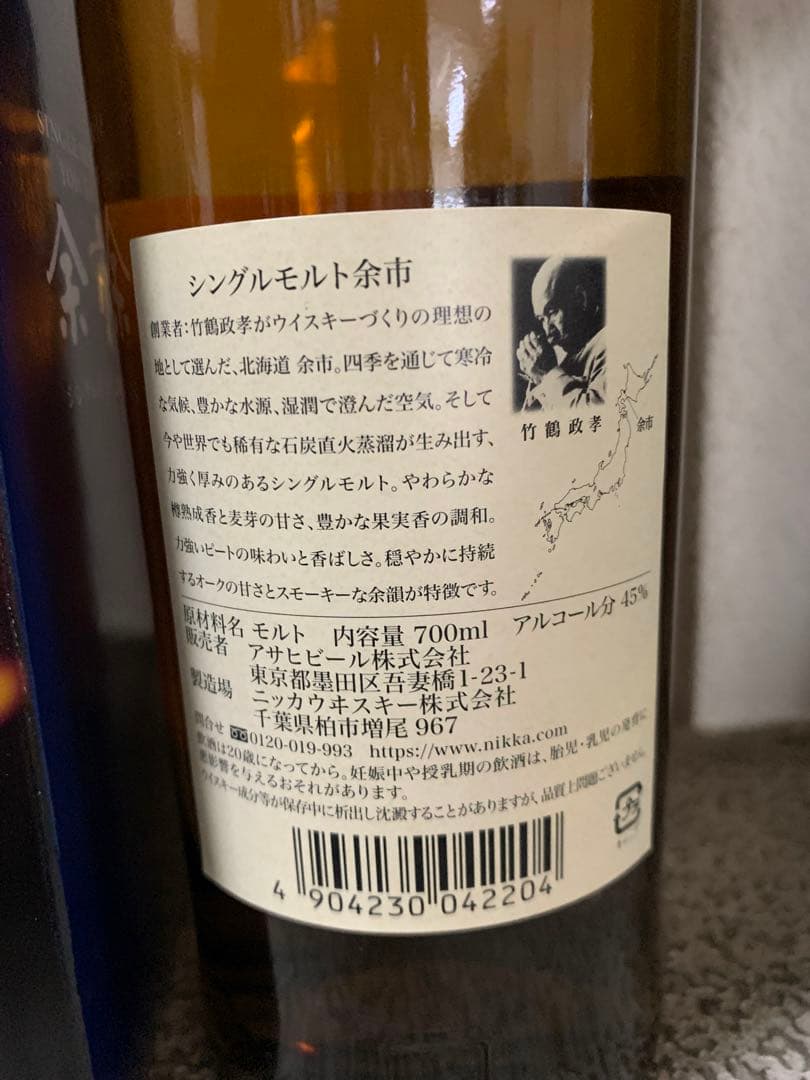 シングルモルト余市
創業者:竹鶴政孝がウイスキーづくりの理想の
地として選んだ、北海道 余市。四季を通じて寒冷
な気候、豊かな水源、湿潤で澄んだ空気。そして
今や世界でも稀有な石炭直火蒸溜が生み出す、
力強く厚みのあるシングルモルト。やわらかな
樽熟成香と麦芽の甘さ、豊かな果実香の調和。
力強いピートの味わいと香ばしさ。穏やかに持続
するオークの甘さとスモーキーな余韻が特徴です。
竹鶴政孝
余市
原材料名 モルト 内容量 700ml アルコール分 45%
販売者 アサヒビール株式会社
東京都墨田区吾妻橋1-23-1
製造場 ニッカウヰスキー株式会社
千葉県柏市増尾 967
問合せ 0120-019-993 https://www.nikka.com
飲酒は20歳になってから。妊娠中や授乳期の飲酒は、胎児・乳児の発育に
悪影響を与えるおそれがあります。
ウイスキー成分等が保存中に析出し沈澱することがありますが、品質上問題ございません。
4 904230 042204